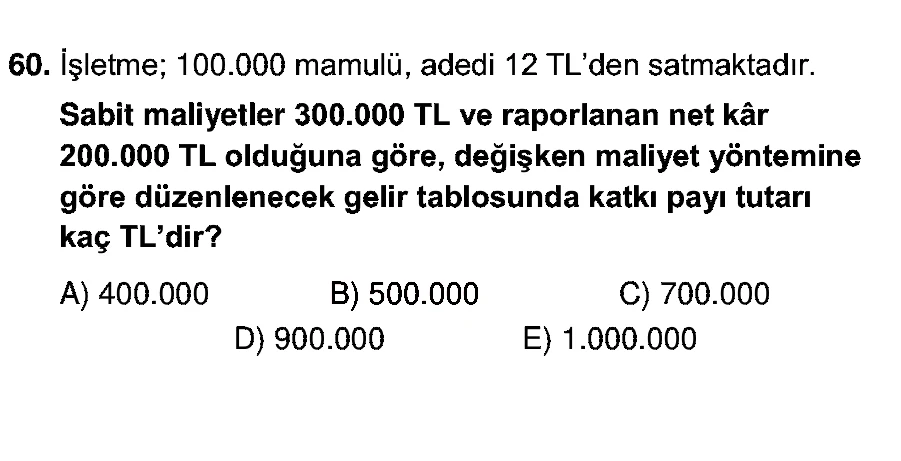 60. İşletme; 100.000 mamulü, adedi 12 TL’den satmaktadır.
Sabit maliyetler 300.000 TL ve raporlanan net kâr
200.000 TL olduğuna göre, değişken maliyet yöntemine
göre düzenlenecek gelir tablosunda katkı payı tutarı
kaç TL’dir?
A) 400.000 B) 500.000 C) 700.000
D) 900.000 E) 1.000.000